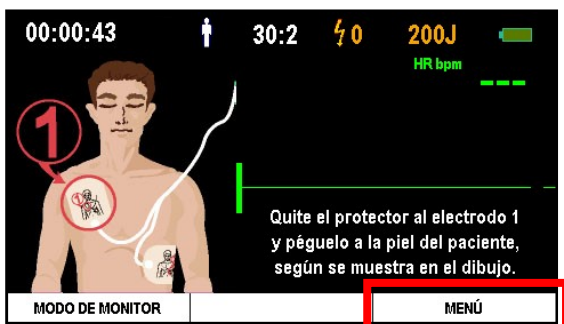 00:00:43 30:2 0 200J
HR bpm
---
1
1
Quite el protector al electrodo 1
y péguelo a la piel del paciente,
según se muestra en el dibujo.
MODO DE MONITOR MENÚ